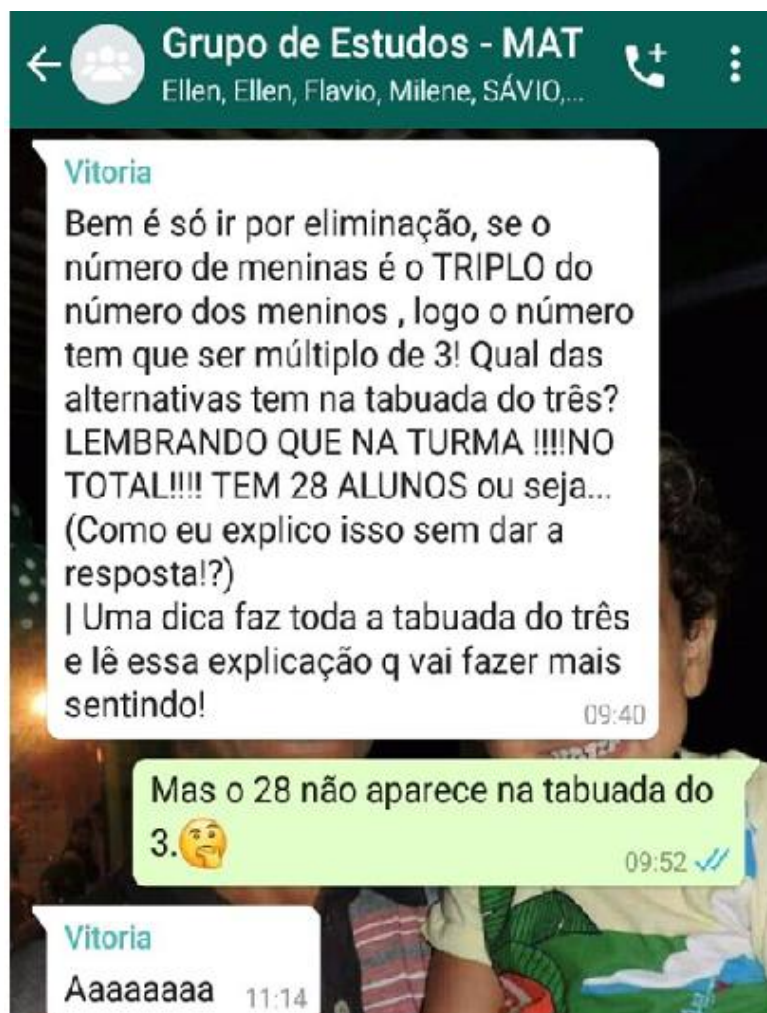 Grupo de Estudos - MAT
Ellen, Ellen, Flavio, Milene, SÁVIO,...
Vitoria
Bem é só ir por eliminação, se o
número de meninas é o TRIPLO do
número dos meninos , logo o número
tem que ser múltiplo de 3! Qual das
alternativas tem na tabuada do três?
LEMBRANDO QUE NA TURMA !!!!NO
TOTAL!!!! TEM 28 ALUNOS ou seja...
(Como eu explico isso sem dar a
resposta!?)
| Uma dica faz toda a tabuada do três
e lê essa explicação q vai fazer mais
sentindo!
09:40
Mas o 28 não aparece na tabuada do
3.🤔
09:52
Vitoria
Aaaaaaaa 11:14